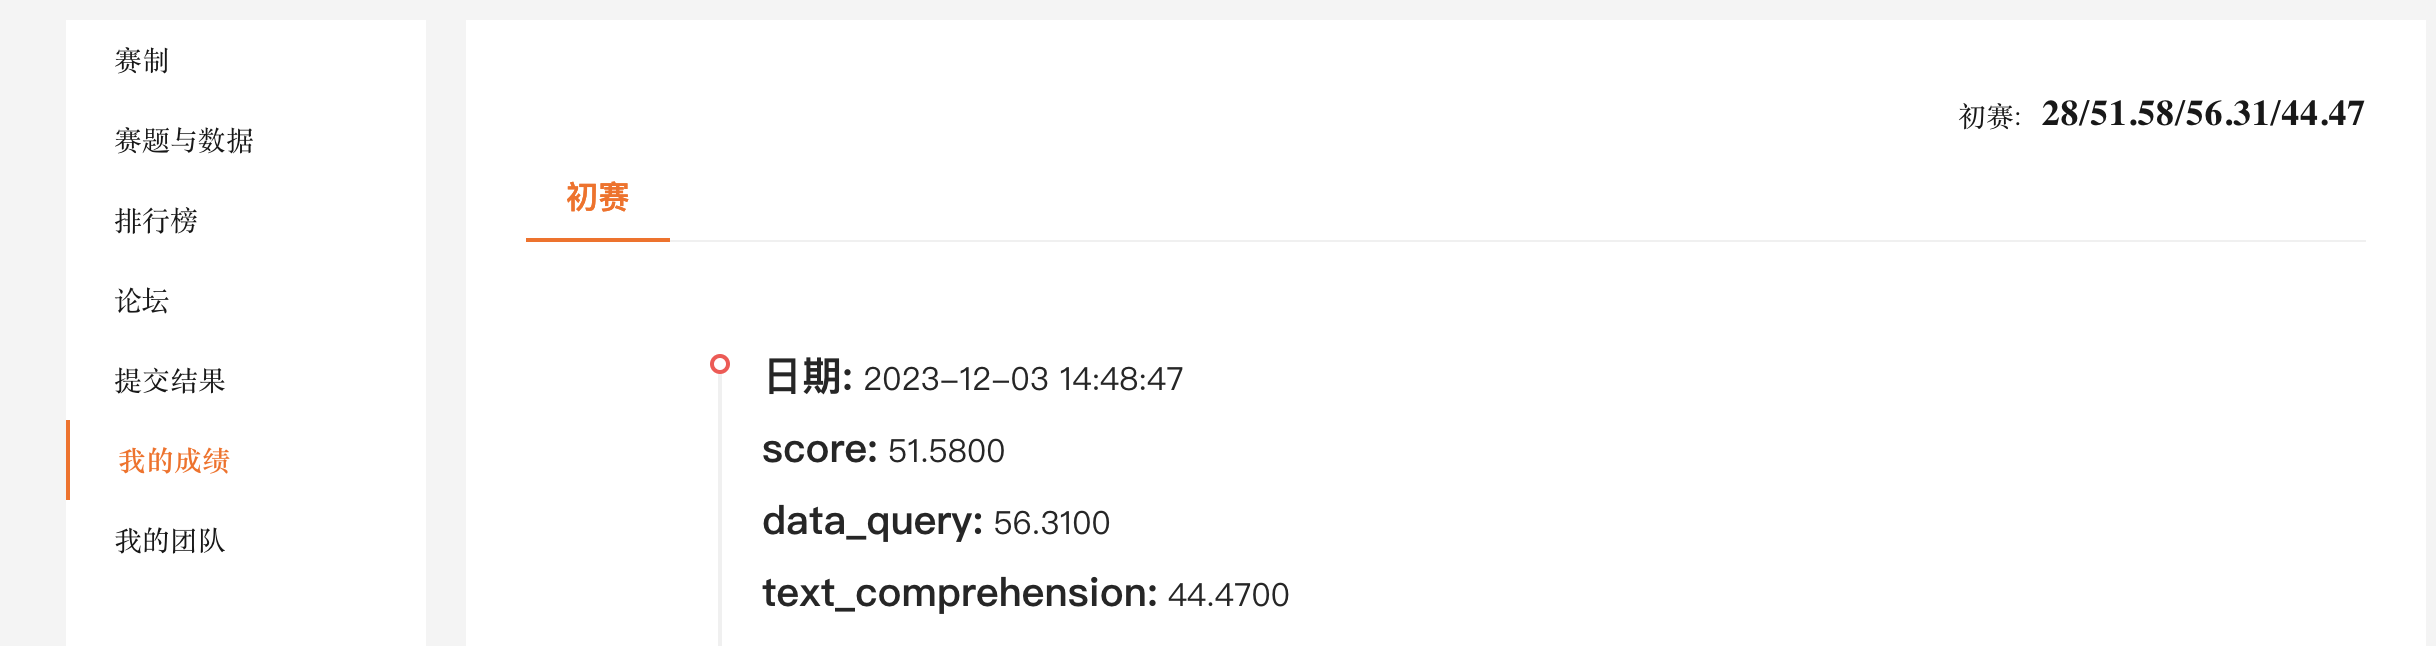 赛制
赛题与数据
排行榜
论坛
提交结果
我的成绩
我的团队
初赛: 28/51.58/56.31/44.47
初赛
日期: 2023-12-03 14:48:47
score: 51.5800
data_query: 56.3100
text_comprehension: 44.4700